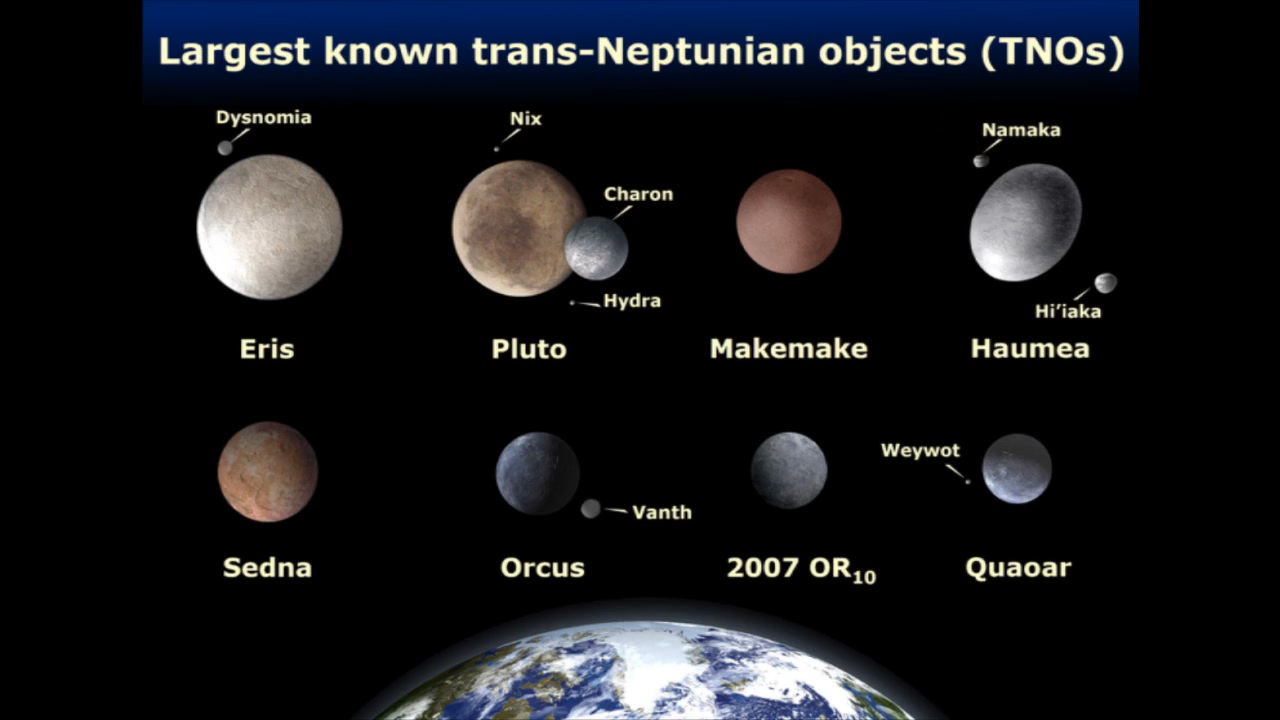 Largest known trans-Neptunian objects (TNOs)
Dysnomia
Nix
Charon
Hydra
Namaka
Hi’iaka
Eris
Pluto
Makemake
Haumea
Weywot
Vanth
Sedna
Orcus
2007 OR10
Quaoar